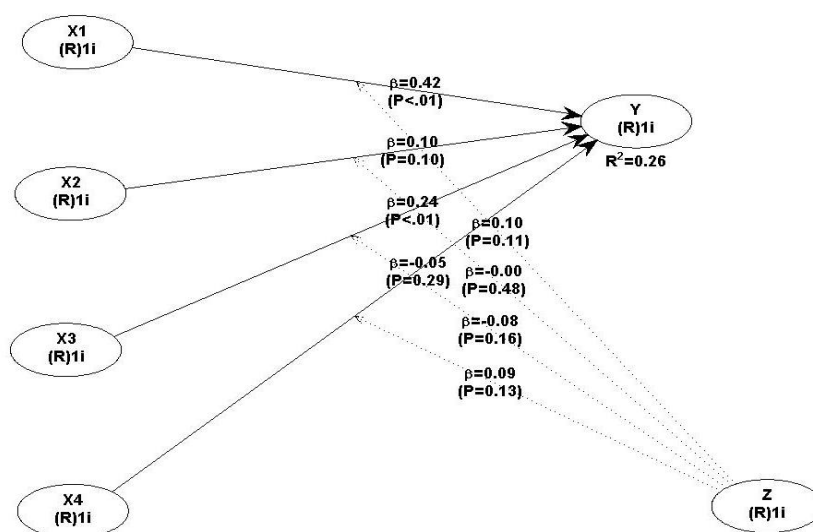 X1
(R)1i
β=0.42
(P<.01)
Y
(R)1i
R²=0.26
β=0.10
(P=0.10)
X2
(R)1i
β=0.24
(P<.01)
β=0.10
(P=0.11)
β=-0.05
(P=0.29)
β=-0.00
(P=0.48)
β=-0.08
(P=0.16)
X3
(R)1i
β=0.09
(P=0.13)
X4
(R)1i
Z
(R)1i